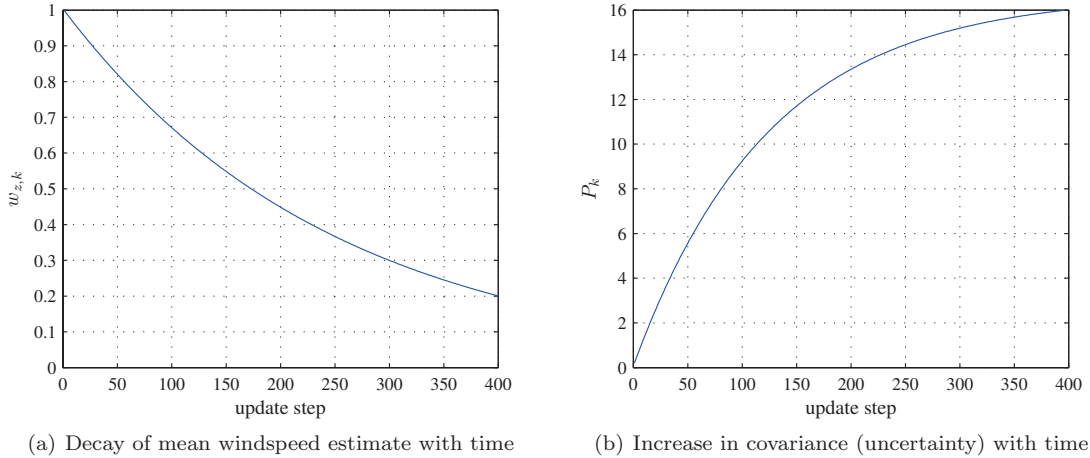 1
0.9
0.8
0.7
0.6
0.5
0.4
0.3
0.2
0.1
0
w_{z,k}
0 50 100 150 200 250 300 350 400
update step
(a) Decay of mean windspeed estimate with time
16
14
12
10
8
6
4
2
0
P_k
0 50 100 150 200 250 300 350 400
update step
(b) Increase in covariance (uncertainty) with time